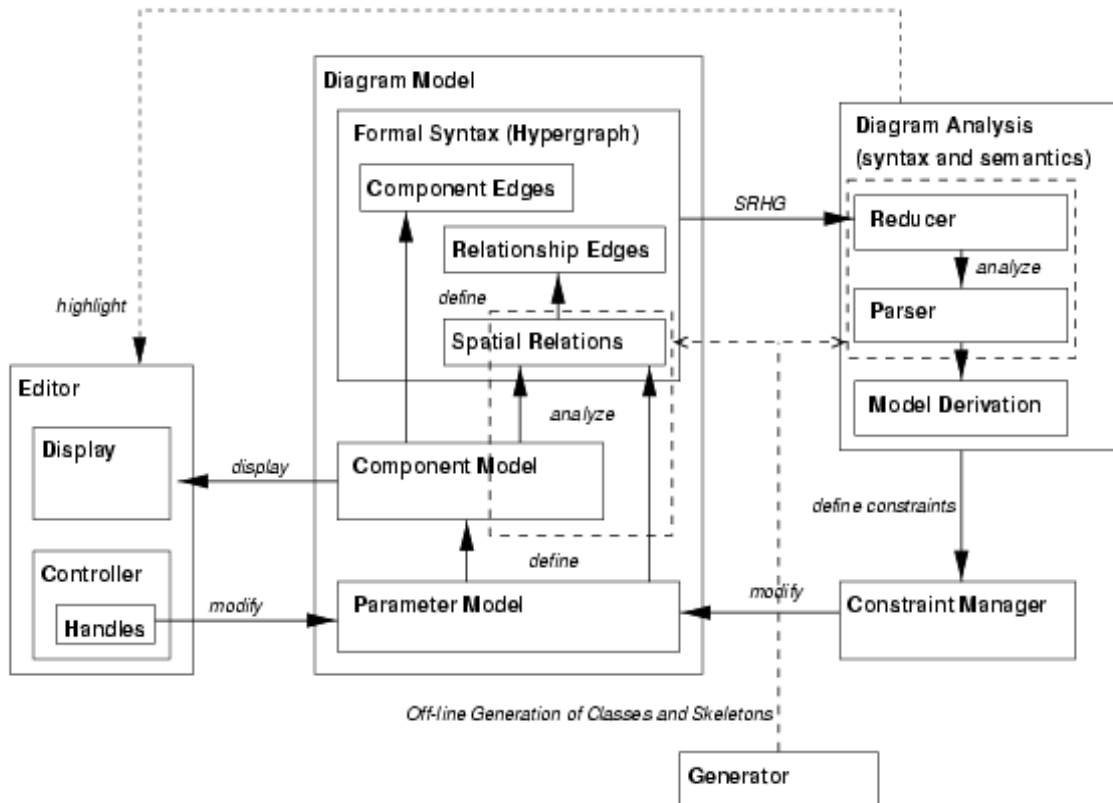 Diagram Model
Formal Syntax (Hypergraph)
Component Edges
Relationship Edges
define
Spatial Relations
analyze
Component Model
define
Parameter Model
SRHG
Diagram Analysis
(syntax and semantics)
Reducer
analyze
Parser
Model Derivation
highlight
Editor
Display
display
Controller
Handles
modify
define constraints
modify
Constraint Manager
Off-line Generation of Classes and Skeletons
Generator